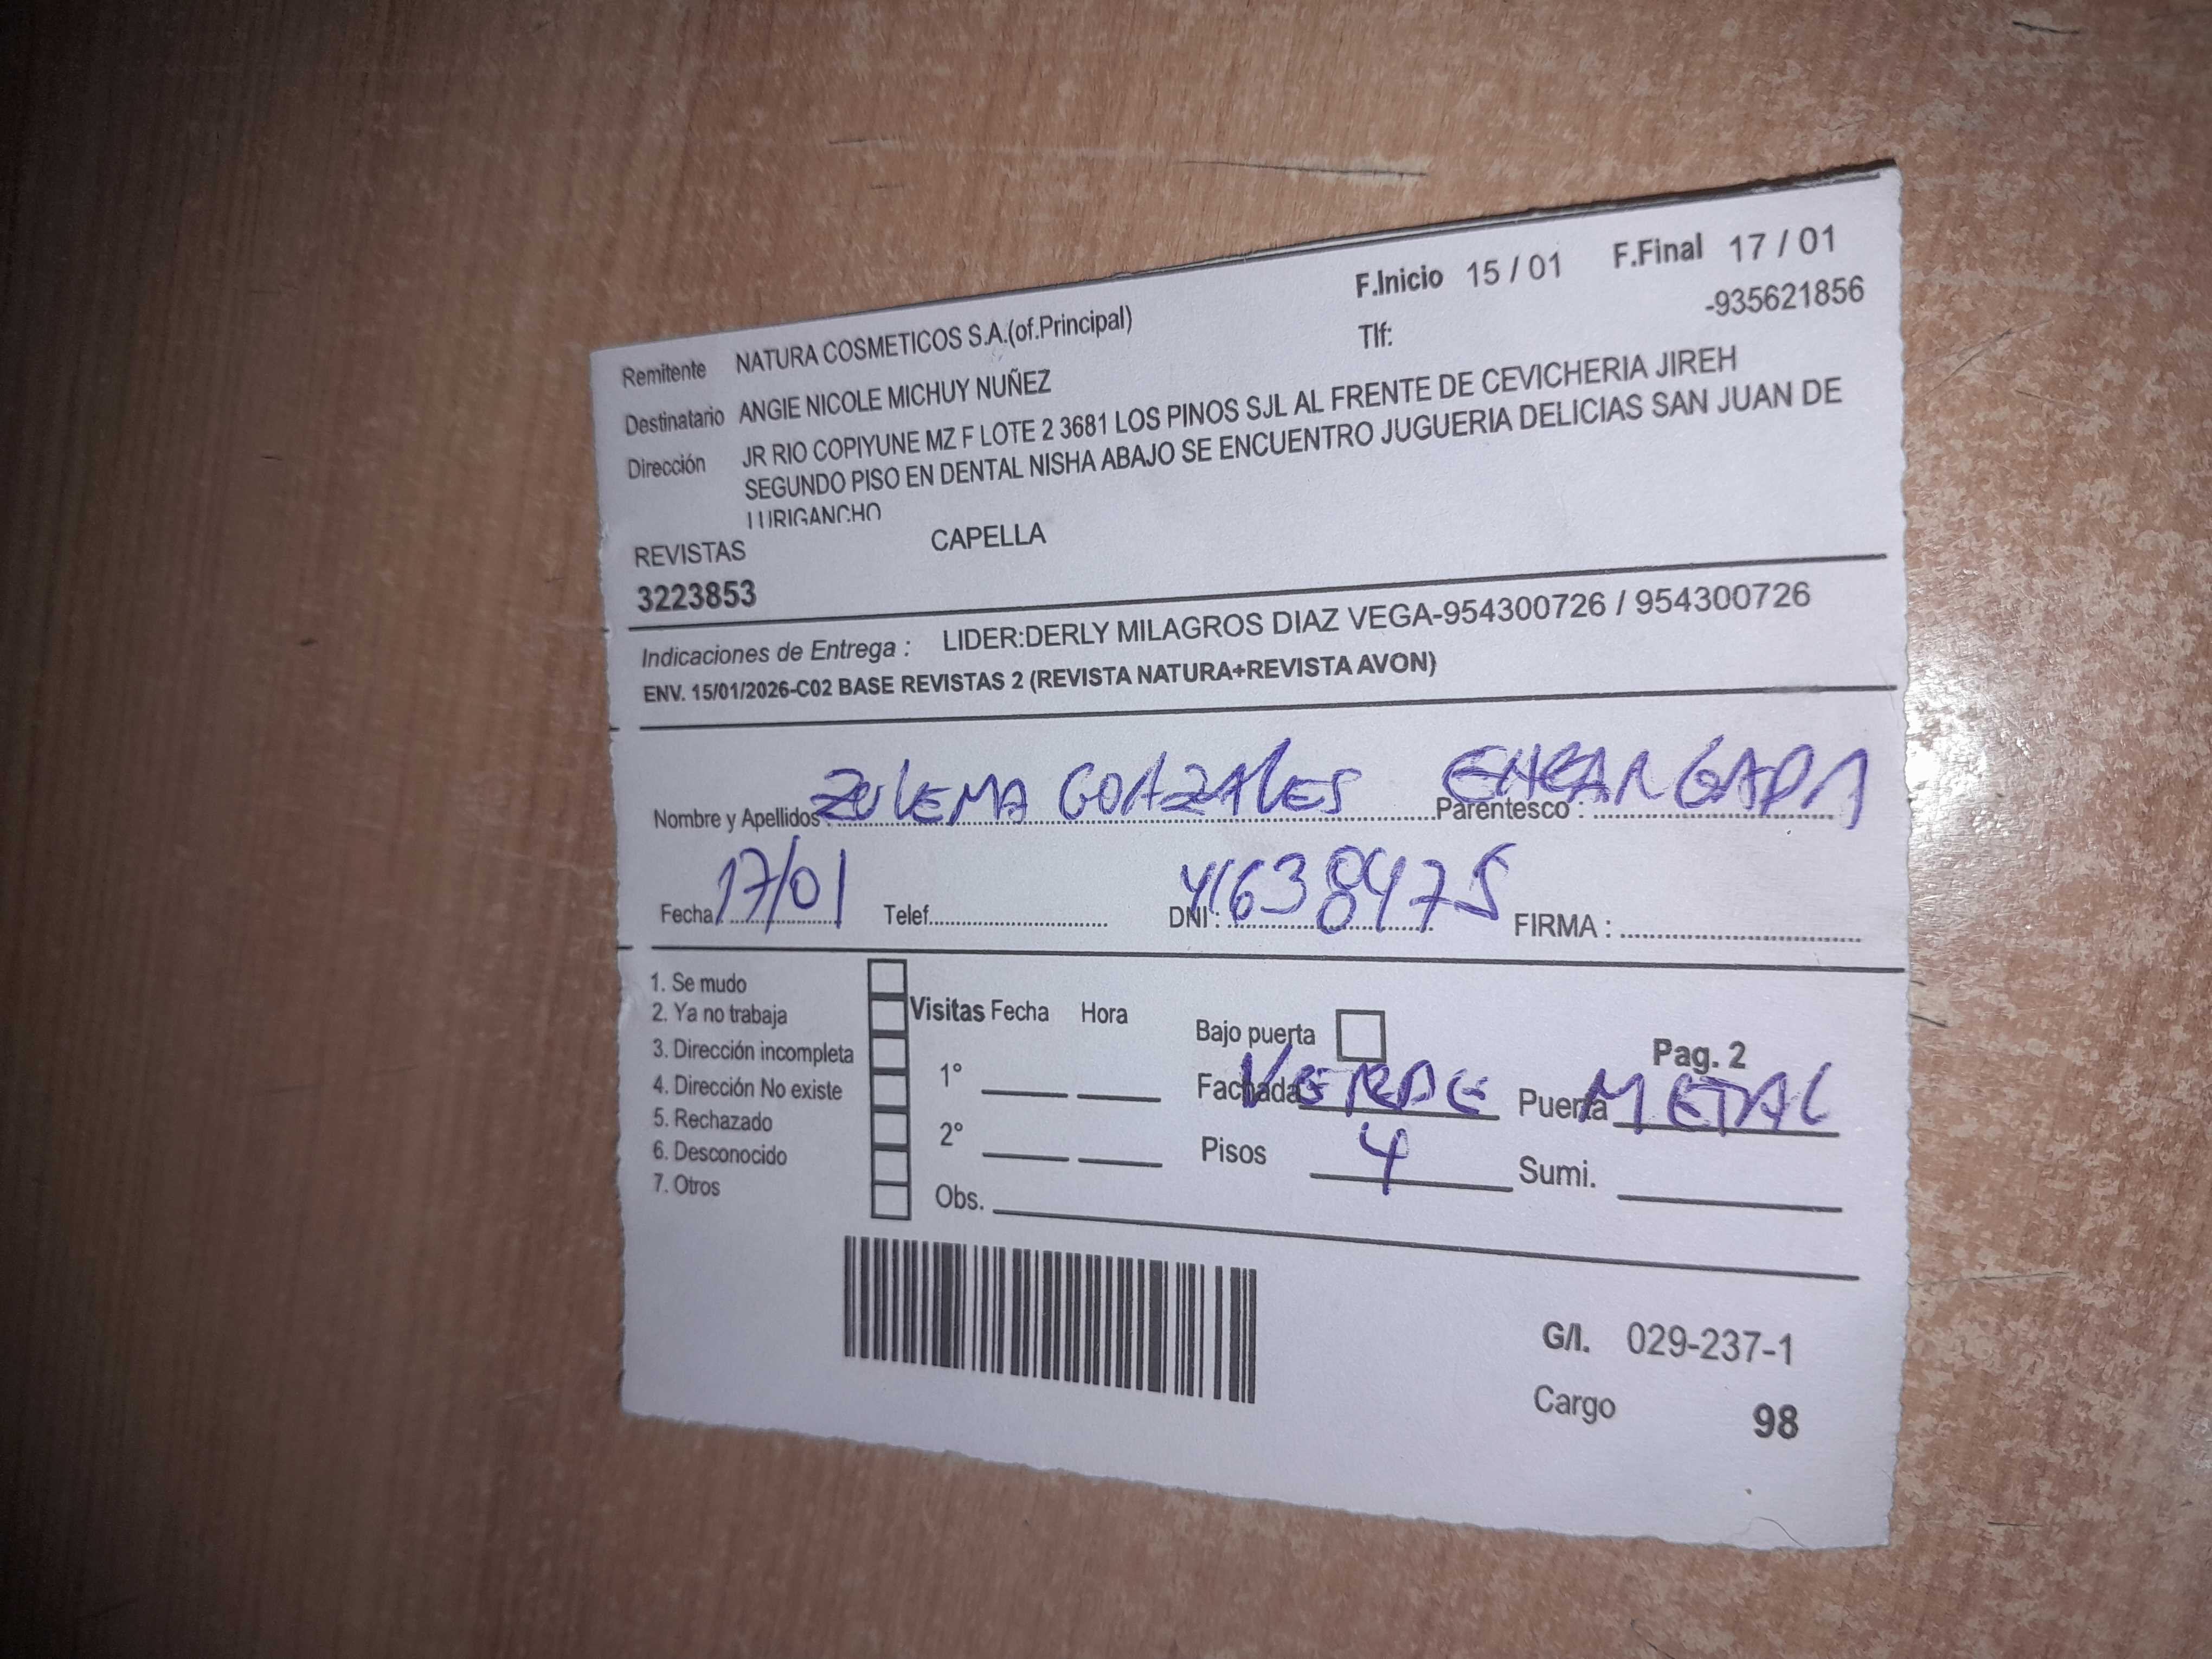 F.Inicio 15 / 01 F.Final 17 / 01
Remitente NATURA COSMETICOS S.A.(of.Principal) Tlf: -935621856
Destinatario ANGIE NICOLE MICHUY NUÑEZ
Dirección JR RIO COPIYUNE MZ F LOTE 2 3681 LOS PINOS SJL AL FRENTE DE CEVICHERIA JIREH
SEGUNDO PISO EN DENTAL NISHA ABAJO SE ENCUENTRO JUGUERIA DELICIAS SAN JUAN DE
LURIGANCHO
REVISTAS CAPELLA
3223853
Indicaciones de Entrega : LIDER:DERLY MILAGROS DIAZ VEGA-954300726 / 954300726
ENV. 15/01/2026-C02 BASE REVISTAS 2 (REVISTA NATURA+REVISTA AVON)
Nombre y Apellidos: ZULEMA GONZALES Parentesco : ENCARGADA
Fecha 17/01 Telef. DNI : 41638475 FIRMA :
1. Se mudo
2. Ya no trabaja Visitas Fecha Hora Bajo puerta
3. Dirección incompleta 1° Pag. 2
4. Dirección No existe Fachada VERDE Puerta METAL
5. Rechazado 2°
6. Desconocido Pisos 4 Sumi.
7. Otros Obs.
G/I. 029-237-1
Cargo 98